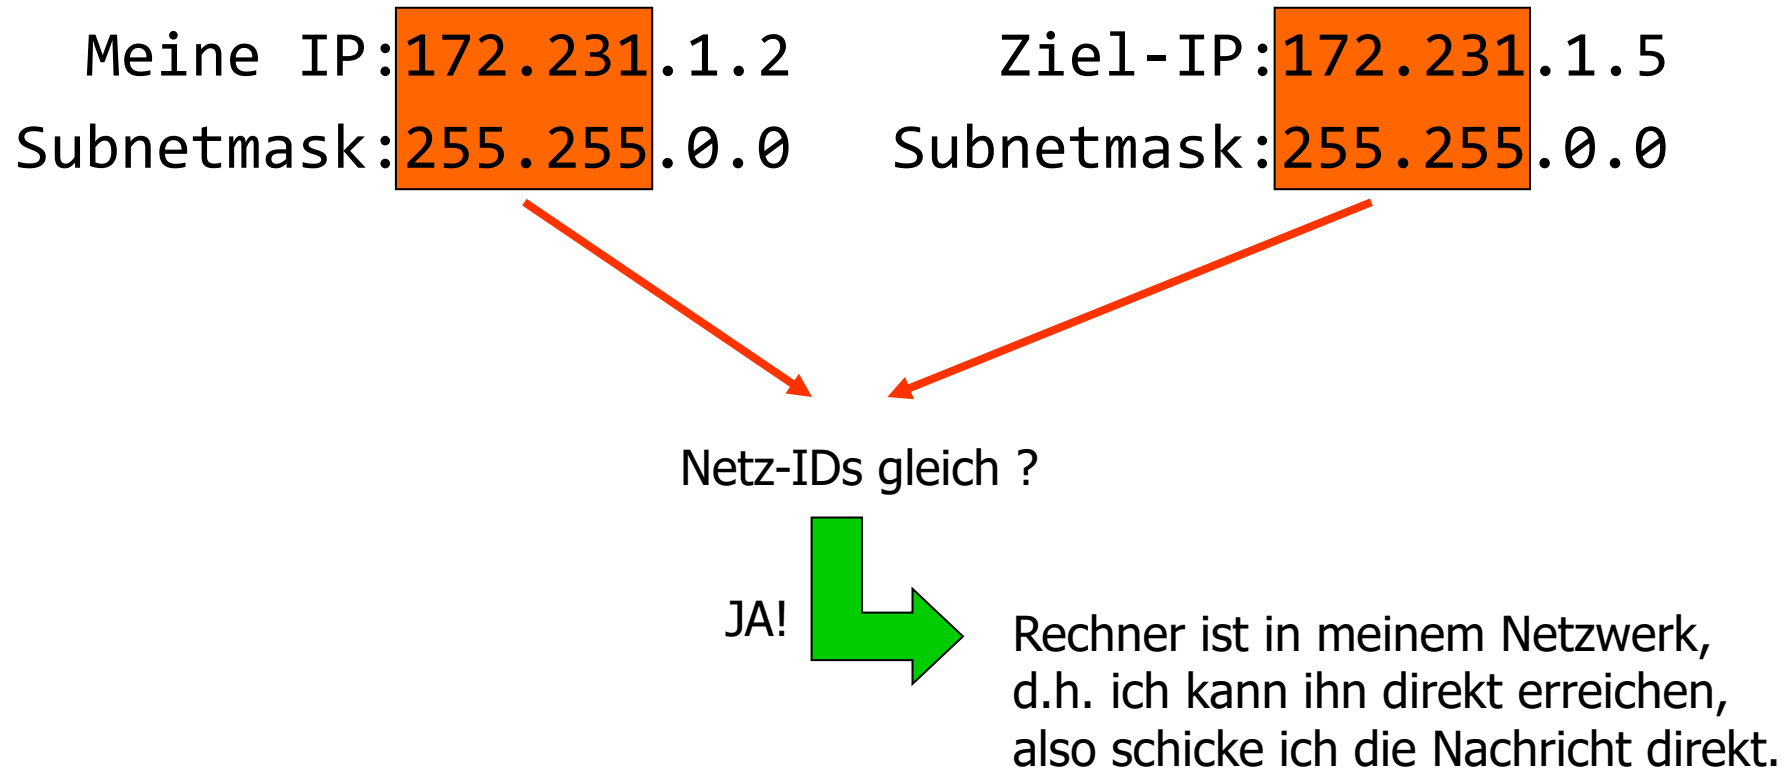 Meine IP:172.231.1.2
Subnetmask:255.255.0.0
Ziel-IP:172.231.1.5
Subnetmask:255.255.0.0
Netz-IDs gleich ?
JA!
Rechner ist in meinem Netzwerk,
d.h. ich kann ihn direkt erreichen,
also schicke ich die Nachricht direkt.